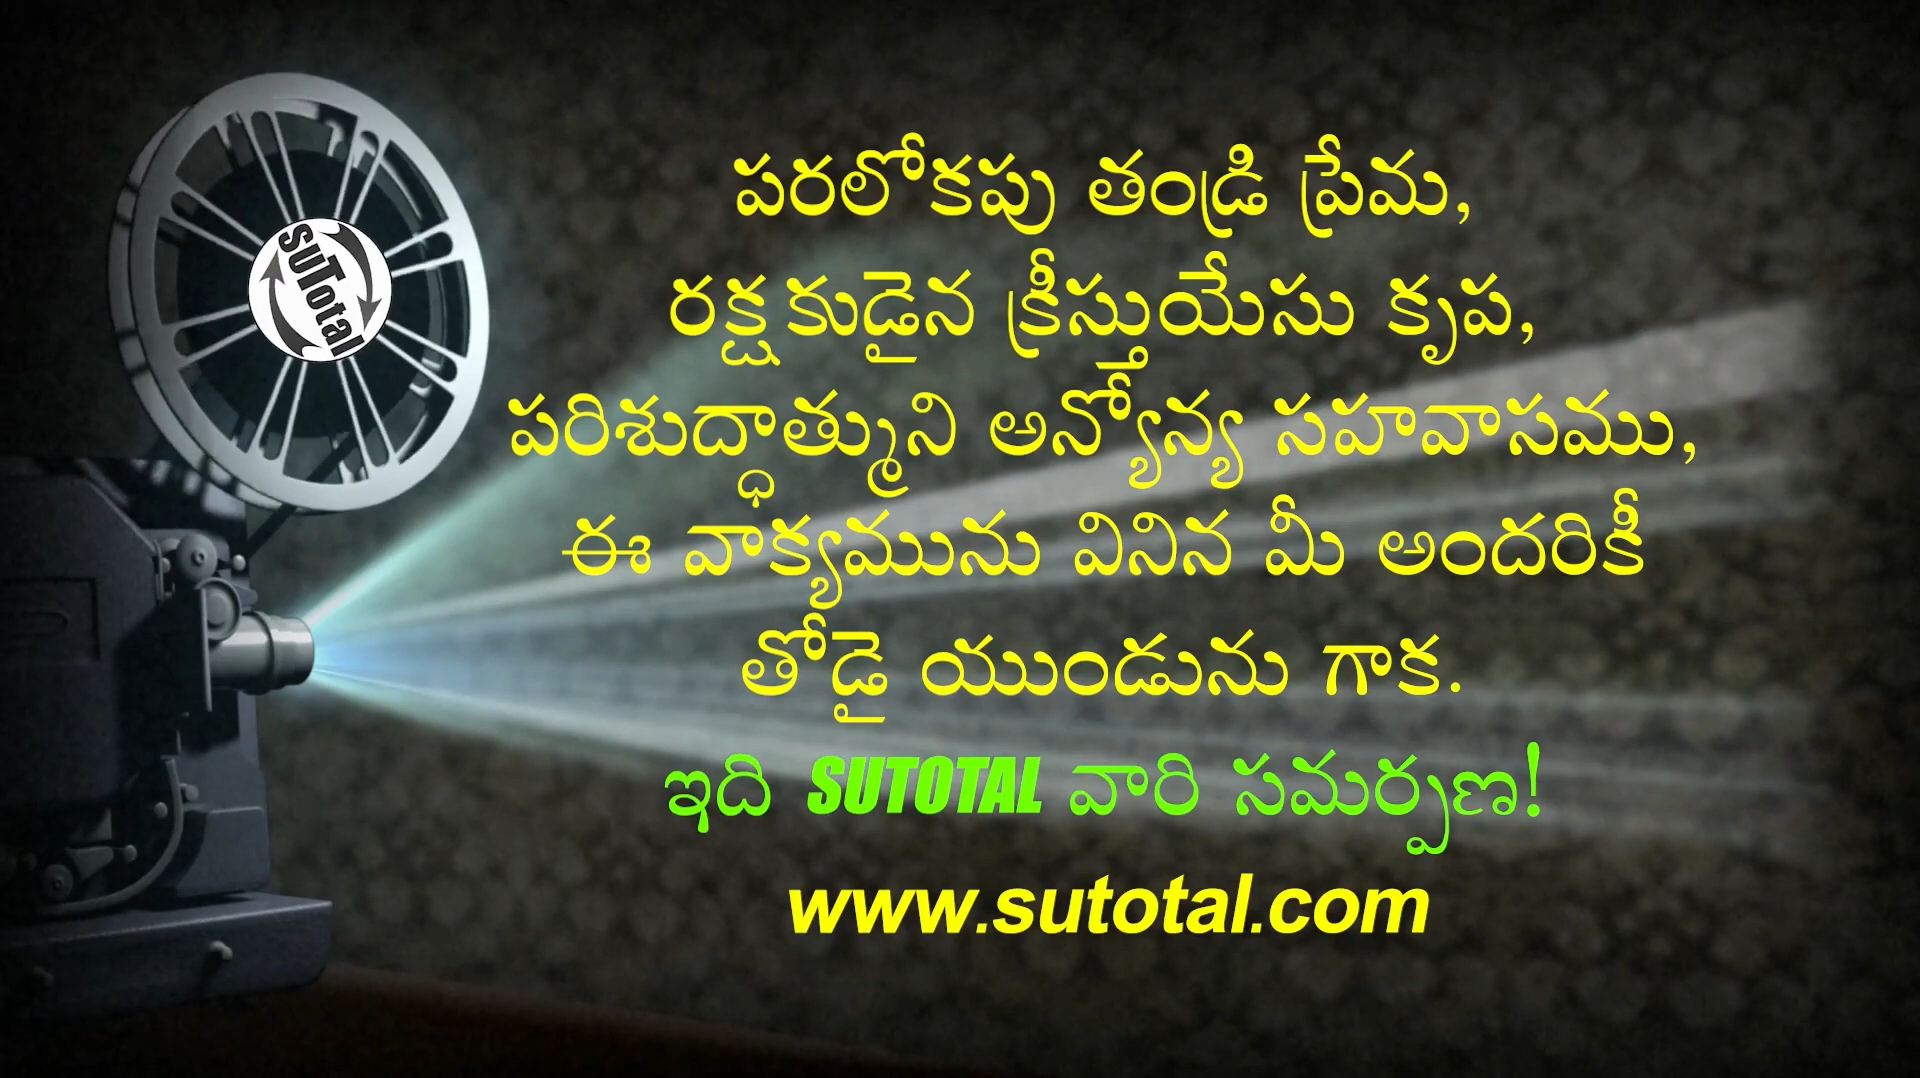 SUTotal
పరలోకపు తండ్రి ప్రేమ,
రక్షకుడైన క్రీస్తుయేసు కృప,
పరిశుద్ధాత్ముని అన్యోన్య సహవాసము,
ఈ వాక్యమును వినిన మీ అందరికీ
తోడై యుండును గాక.
ఇది SUTOTAL వారి సమర్పణ!
www.sutotal.com